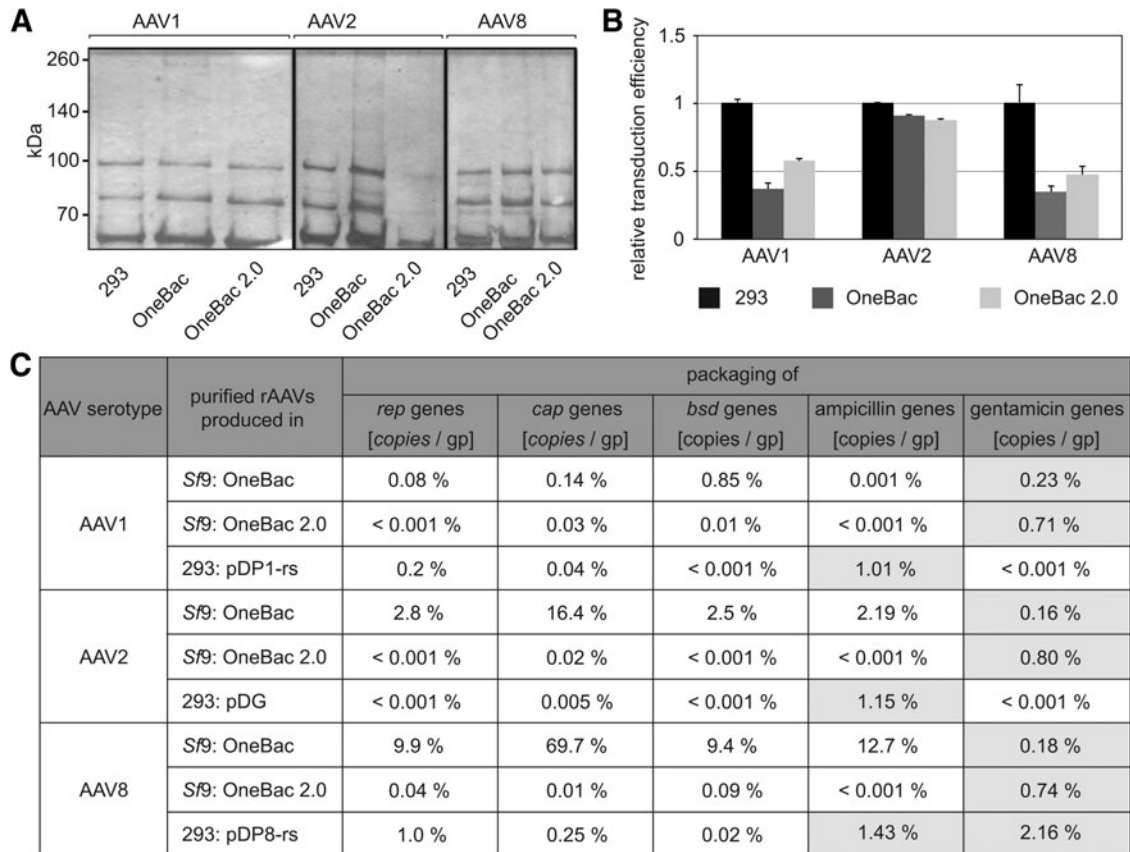 A
AAV1 AAV2 AAV8
kDa
260
140
100
70
293 OneBac OneBac 2.0 293 OneBac OneBac 2.0 293 OneBac OneBac 2.0
B
relative transduction efficiency
1
0.5
0
AAV1 AAV2 AAV8
293 OneBac OneBac 2.0
C
AAV serotype purified rAAVs produced in packaging of
rep genes [copies / gp] cap genes [copies / gp] bsd genes [copies / gp] ampicillin genes [copies / gp] gentamicin genes [copies / gp]
AAV1
Sf9: OneBac 0.08 % 0.14 % 0.85 % 0.001 % 0.23 %
Sf9: OneBac 2.0 < 0.001 % 0.03 % 0.01 % < 0.001 % 0.71 %
293: pDP1-rs 0.2 % 0.04 % < 0.001 % 1.01 % < 0.001 %
AAV2
Sf9: OneBac 2.8 % 16.4 % 2.5 % 2.19 % 0.16 %
Sf9: OneBac 2.0 < 0.001 % 0.02 % < 0.001 % < 0.001 % 0.80 %
293: pDG < 0.001 % 0.005 % < 0.001 % 1.15 % < 0.001 %
AAV8
Sf9: OneBac 9.9 % 69.7 % 9.4 % 12.7 % 0.18 %
Sf9: OneBac 2.0 0.04 % 0.01 % 0.09 % < 0.001 % 0.74 %
293: pDP8-rs 1.0 % 0.25 % 0.02 % 1.43 % 2.16 %